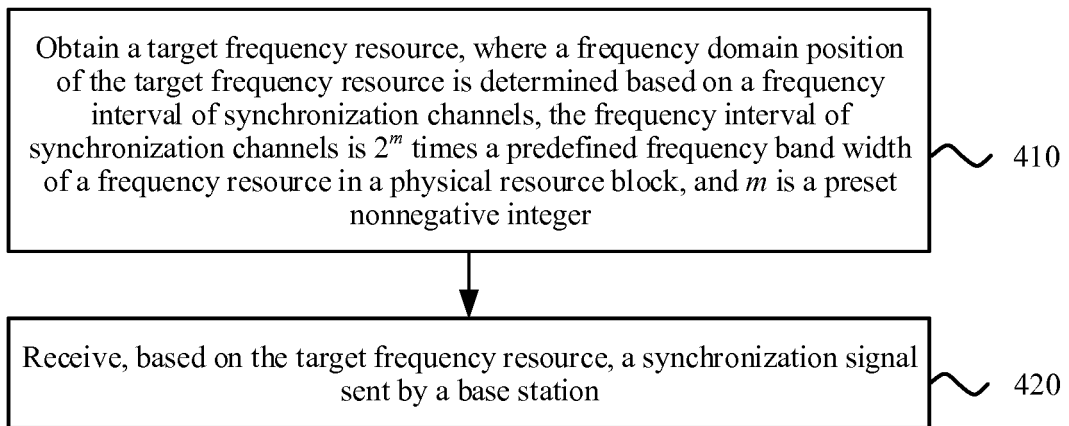 Obtain a target frequency resource, where a frequency domain position
of the target frequency resource is determined based on a frequency
interval of synchronization channels, the frequency interval of
synchronization channels is 2^m times a predefined frequency band width
of a frequency resource in a physical resource block, and m is a preset
nonnegative integer
410
Receive, based on the target frequency resource, a synchronization signal
sent by a base station
420